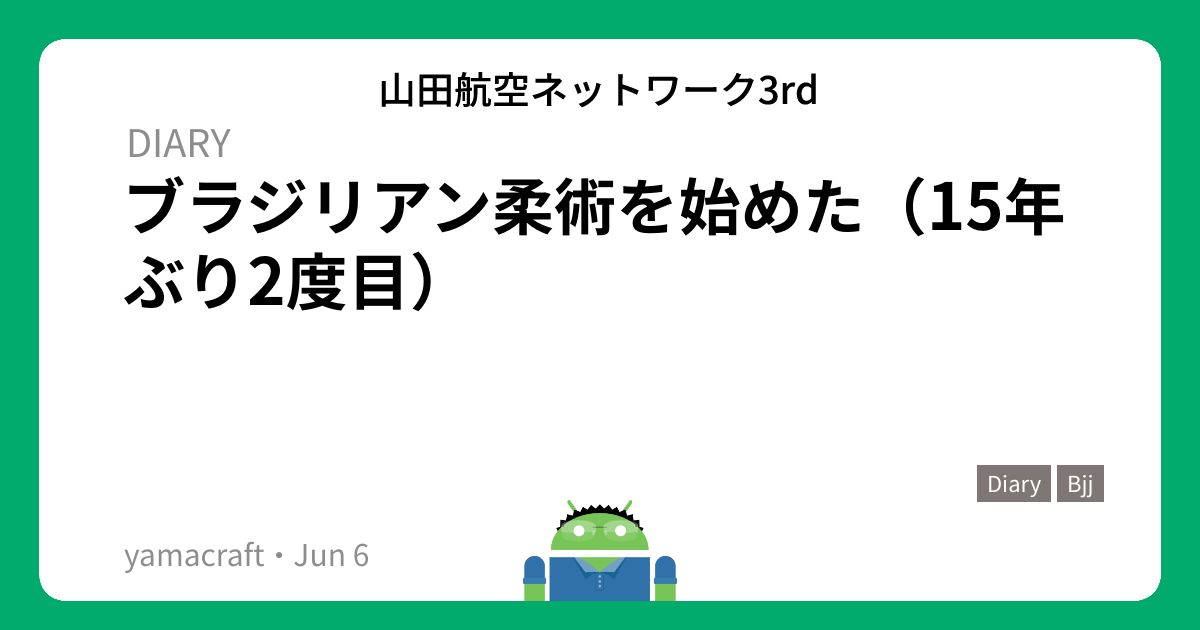 山田航空ネットワーク3rd
DIARY
ブラジリアン柔術を始めた（15年
ぶり2度目）
Diary Bjj
yamacraft・Jun 6